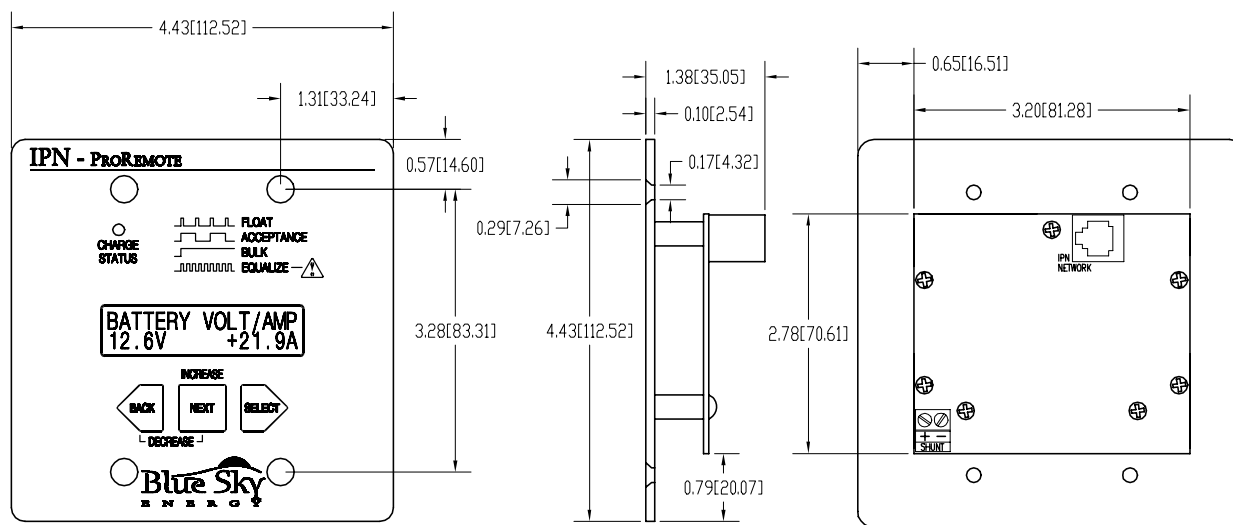 4.43[112.52]
1.31[33.24]
0.57[14.60]
IPN - PROREMOTE
CHARGE
STATUS
FLOAT
ACCEPTANCE
BULK
EQUALIZE
BATTERY VOLT/AMP
12.6V +21.9A
INCREASE
BACK NEXT SELECT
DECREASE
Blue Sky
ENERGY
3.28[83.31]
1.38[35.05]
0.10[2.54]
0.17[4.32]
0.29[7.26]
4.43[112.52]
0.79[20.07]
0.65[16.51]
3.20[81.28]
2.78[70.61]
IPN
NETWORK
+ −
SHUNT